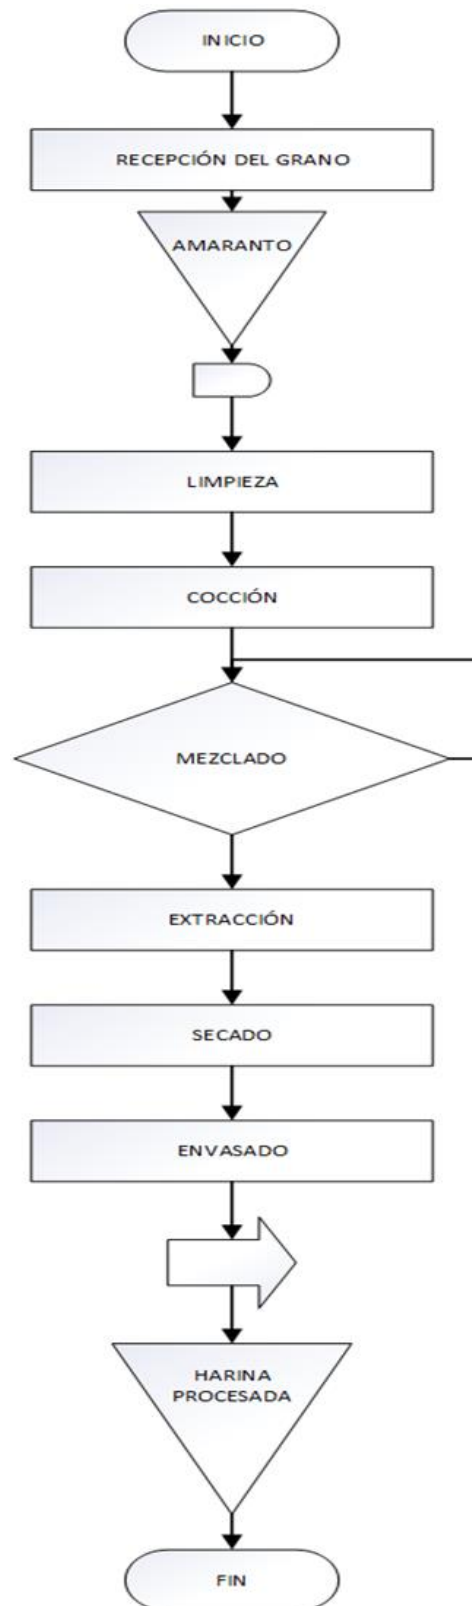 INICIO
RECEPCIÓN DEL GRANO
AMARANTO
LIMPIEZA
COCCIÓN
MEZCLADO
EXTRACCIÓN
SECADO
ENVASADO
HARINA
PROCESADA
FIN